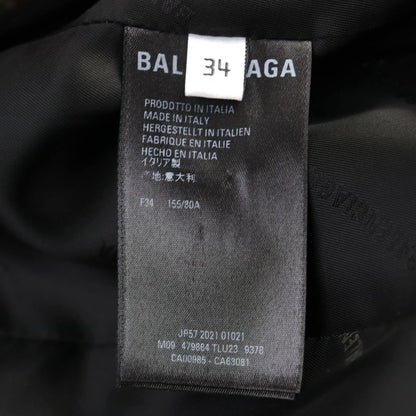 BAL AGA
34
PRODOTTO IN ITALIA
MADE IN ITALY
HERGESTELLT IN ITALIEN
FABRIQUE EN ITALIE
HECHO EN ITALIA
イタリア製
地:意大利
F34 155/80A
JP57 2021 01021
M09 479864 TLU23 9378
CA00985 - CA63081